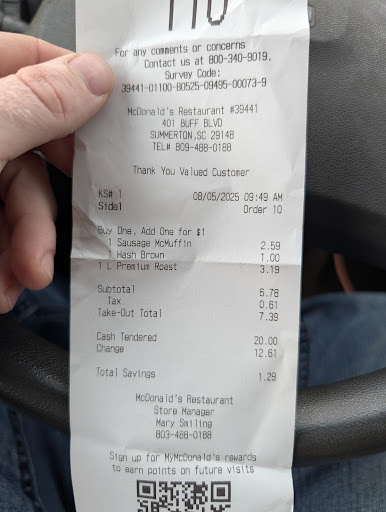 110
For any comments or concerns
Contact us at 800-340-9019.
Survey Code:
39441-01100-80525-09495-00073-9
McDonald's Restaurant #39441
401 BUFF BLVD
SUMMERTON,SC 29148
TEL# 809-488-0188
Thank You Valued Customer
KS# 1 08/05/2025 09:49 AM
Side1 Order 10
Buy One, Add One for $1
1 Sausage McMuffin 2.59
1 Hash Brown 1.00
1 L Premium Roast 3.19
Subtotal 6.78
Tax 0.61
Take-Out Total 7.39
Cash Tendered 20.00
Change 12.61
Total Savings 1.29
McDonald's Restaurant
Store Manager
Mary Smiling
803-488-0188
Sign up for MyMcDonald's rewards
to earn points on future visits